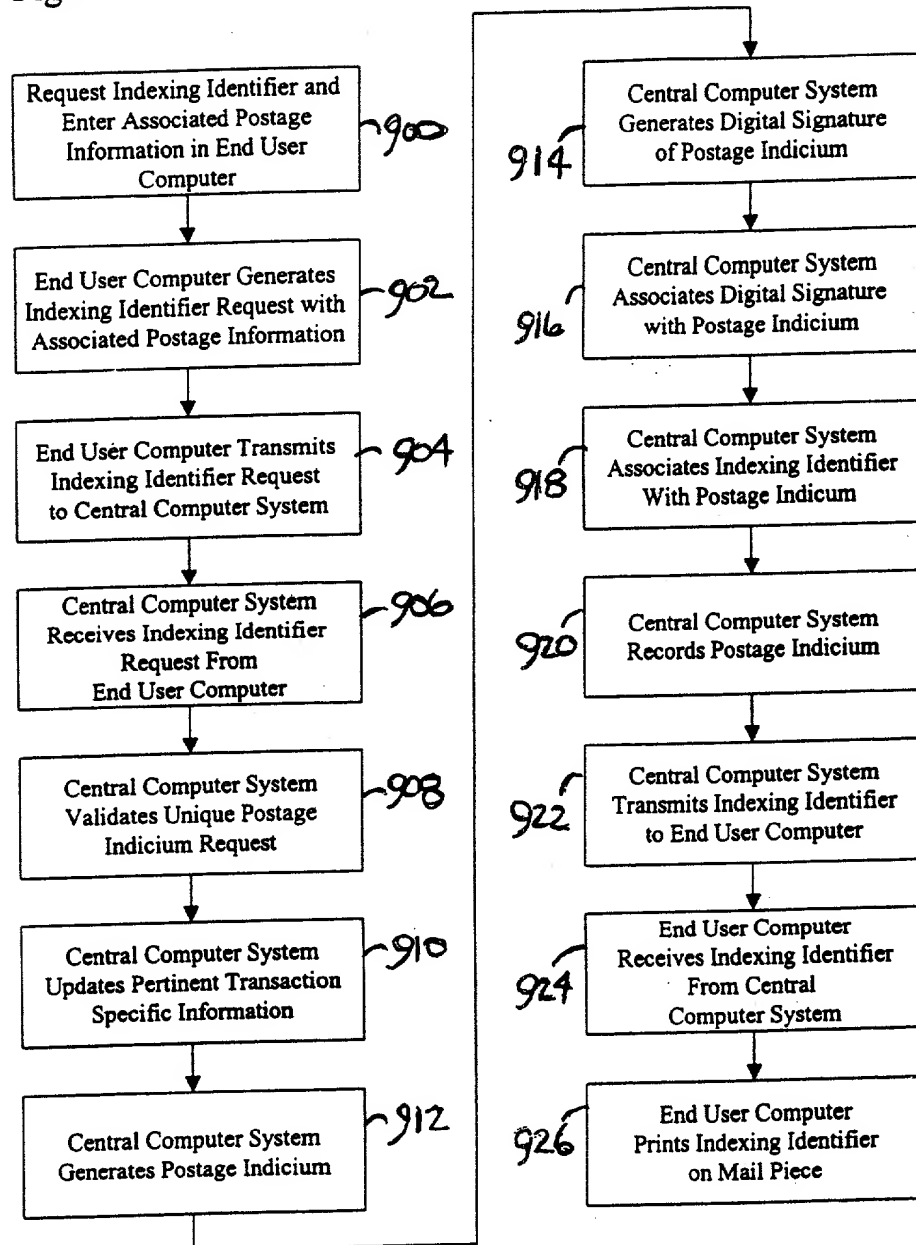 Request Indexing Identifier and
Enter Associated Postage
Information in End User
Computer
900
End User Computer Generates
Indexing Identifier Request with
Associated Postage Information
902
End User Computer Transmits
Indexing Identifier Request
to Central Computer System
904
Central Computer System
Receives Indexing Identifier
Request From
End User Computer
906
Central Computer System
Validates Unique Postage
Indicium Request
908
Central Computer System
Updates Pertinent Transaction
Specific Information
910
Central Computer System
Generates Postage Indicium
912
Central Computer System
Generates Digital Signature
of Postage Indicium
914
Central Computer System
Associates Digital Signature
with Postage Indicium
916
Central Computer System
Associates Indexing Identifier
With Postage Indicum
918
Central Computer System
Records Postage Indicium
920
Central Computer System
Transmits Indexing Identifier
to End User Computer
922
End User Computer
Receives Indexing Identifier
From Central
Computer System
924
End User Computer
Prints Indexing Identifier
on Mail Piece
926